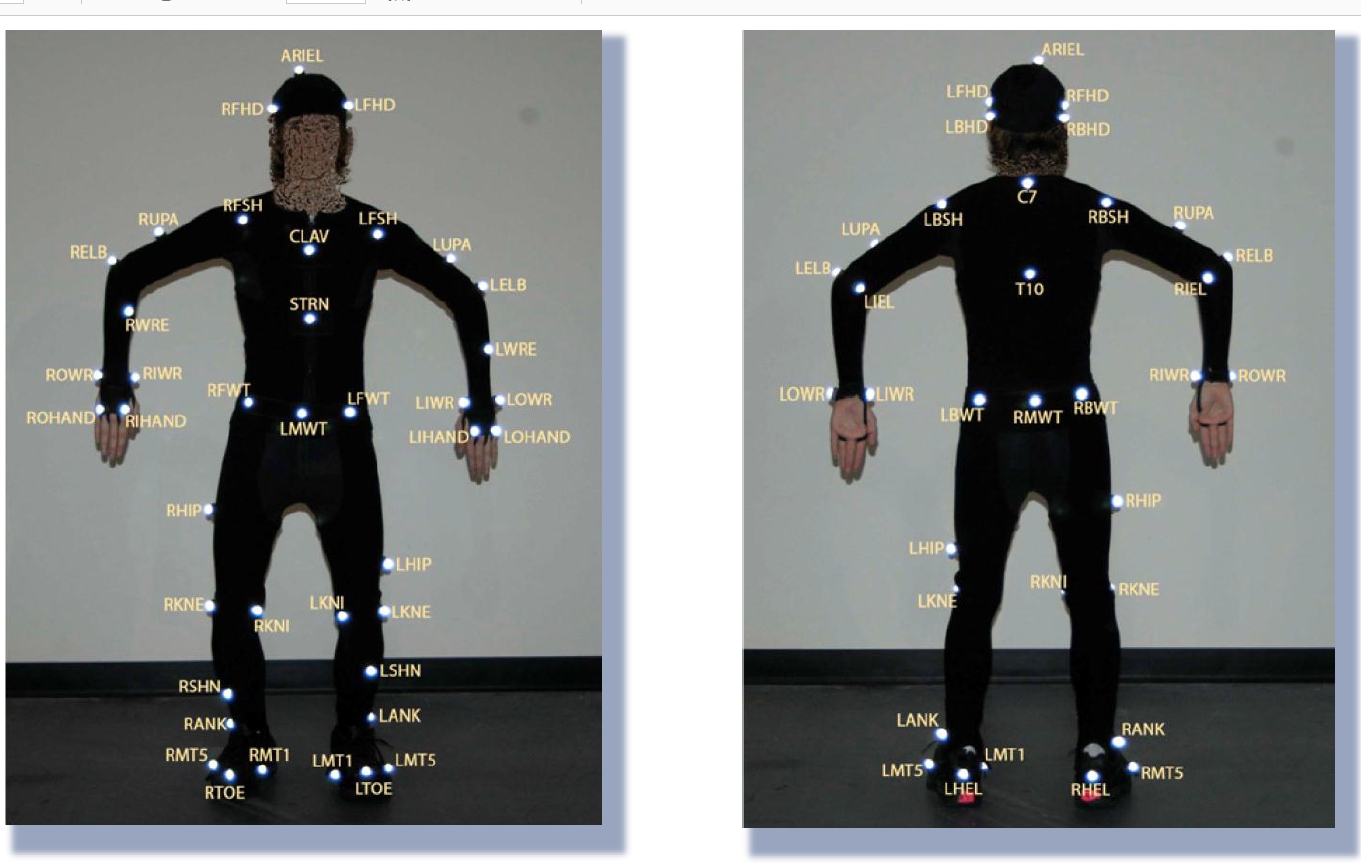 ARIEL
RFHD
LFHD
RFSH
RUPA
LFSH
CLAV
LUPA
RELB
LELB
STRN
RWRE
LWRE
ROWR
RIWR
RFWT
LFWT
LIWR
LOWR
ROHAND
RIHAND
LMWT
LIHAND
LOHAND
RHIP
LHIP
RKNE
LKNI
LKNE
RKNI
LSHN
RSHN
RANK
LANK
RMT5
RMT1
LMT1
LMT5
RTOE
LTOE
ARIEL
LFHD
RFHD
LBHD
RBHD
C7
LBSH
RBSH
RUPA
LUPA
RELB
LELB
T10
RIEL
LIEL
RIWR
ROWR
LOWR
LIWR
LBWT
RMWT
RBWT
RHIP
LHIP
RKNI
RKNE
LKNE
LANK
RANK
LMT1
LMT5
RMT5
LHEL
RHEL